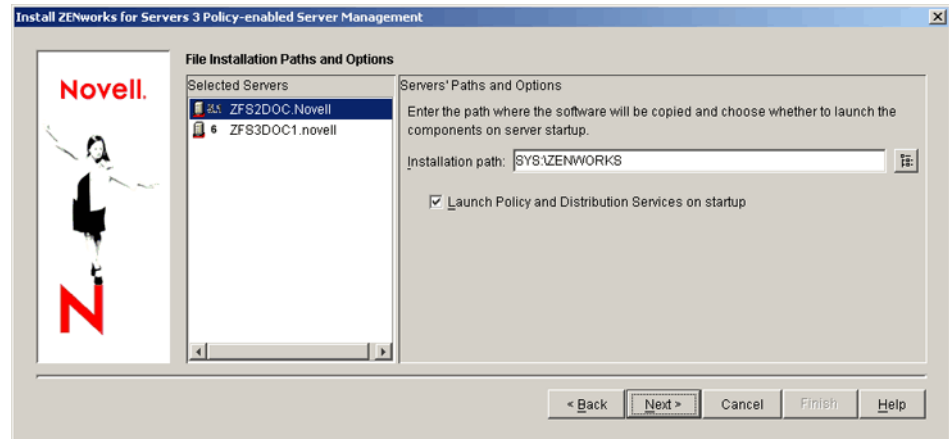 Install ZENworks for Servers 3 Policy-enabled Server Management
File Installation Paths and Options
Novell.
N
Selected Servers
ZFS2DOC.Novell
6 ZFS3DOC1.novell
Servers' Paths and Options
Enter the path where the software will be copied and choose whether to launch the
components on server startup.
Installation path: SYS:\ZENWORKS
Launch Policy and Distribution Services on startup
< Back
Next >
Cancel
Finish
Help